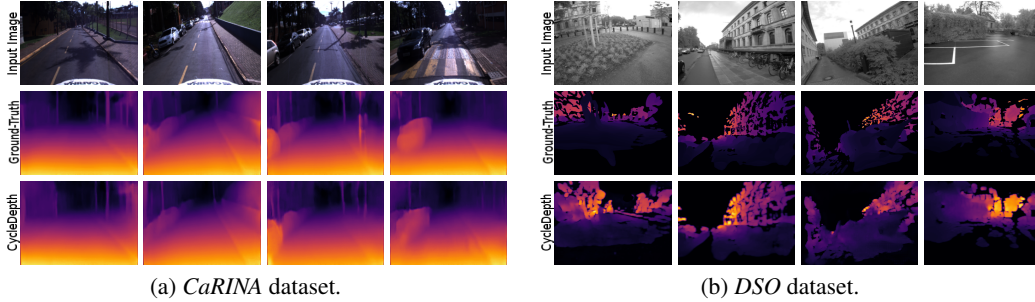 Input Image
Ground-Truth
CycleDepth
(a) CaRINA dataset.
Input Image
Ground-Truth
CycleDepth
(b) DSO dataset.